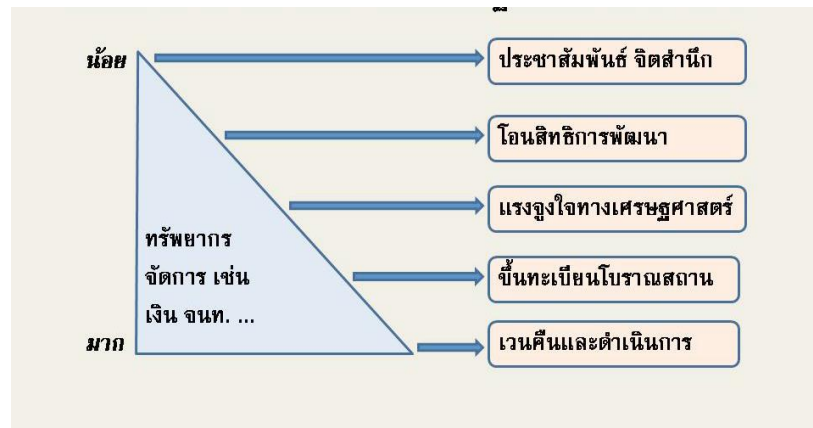 น้อย
ประชาสัมพันธ์ จิตสำนึก
โอนสิทธิการพัฒนา
แรงจูงใจทางเศรษฐศาสตร์
ทรัพยากร
จัดการ เช่น
เงิน จนท. ...
ขึ้นทะเบียนโบราณสถาน
มาก
เวนคืนและดำเนินการ